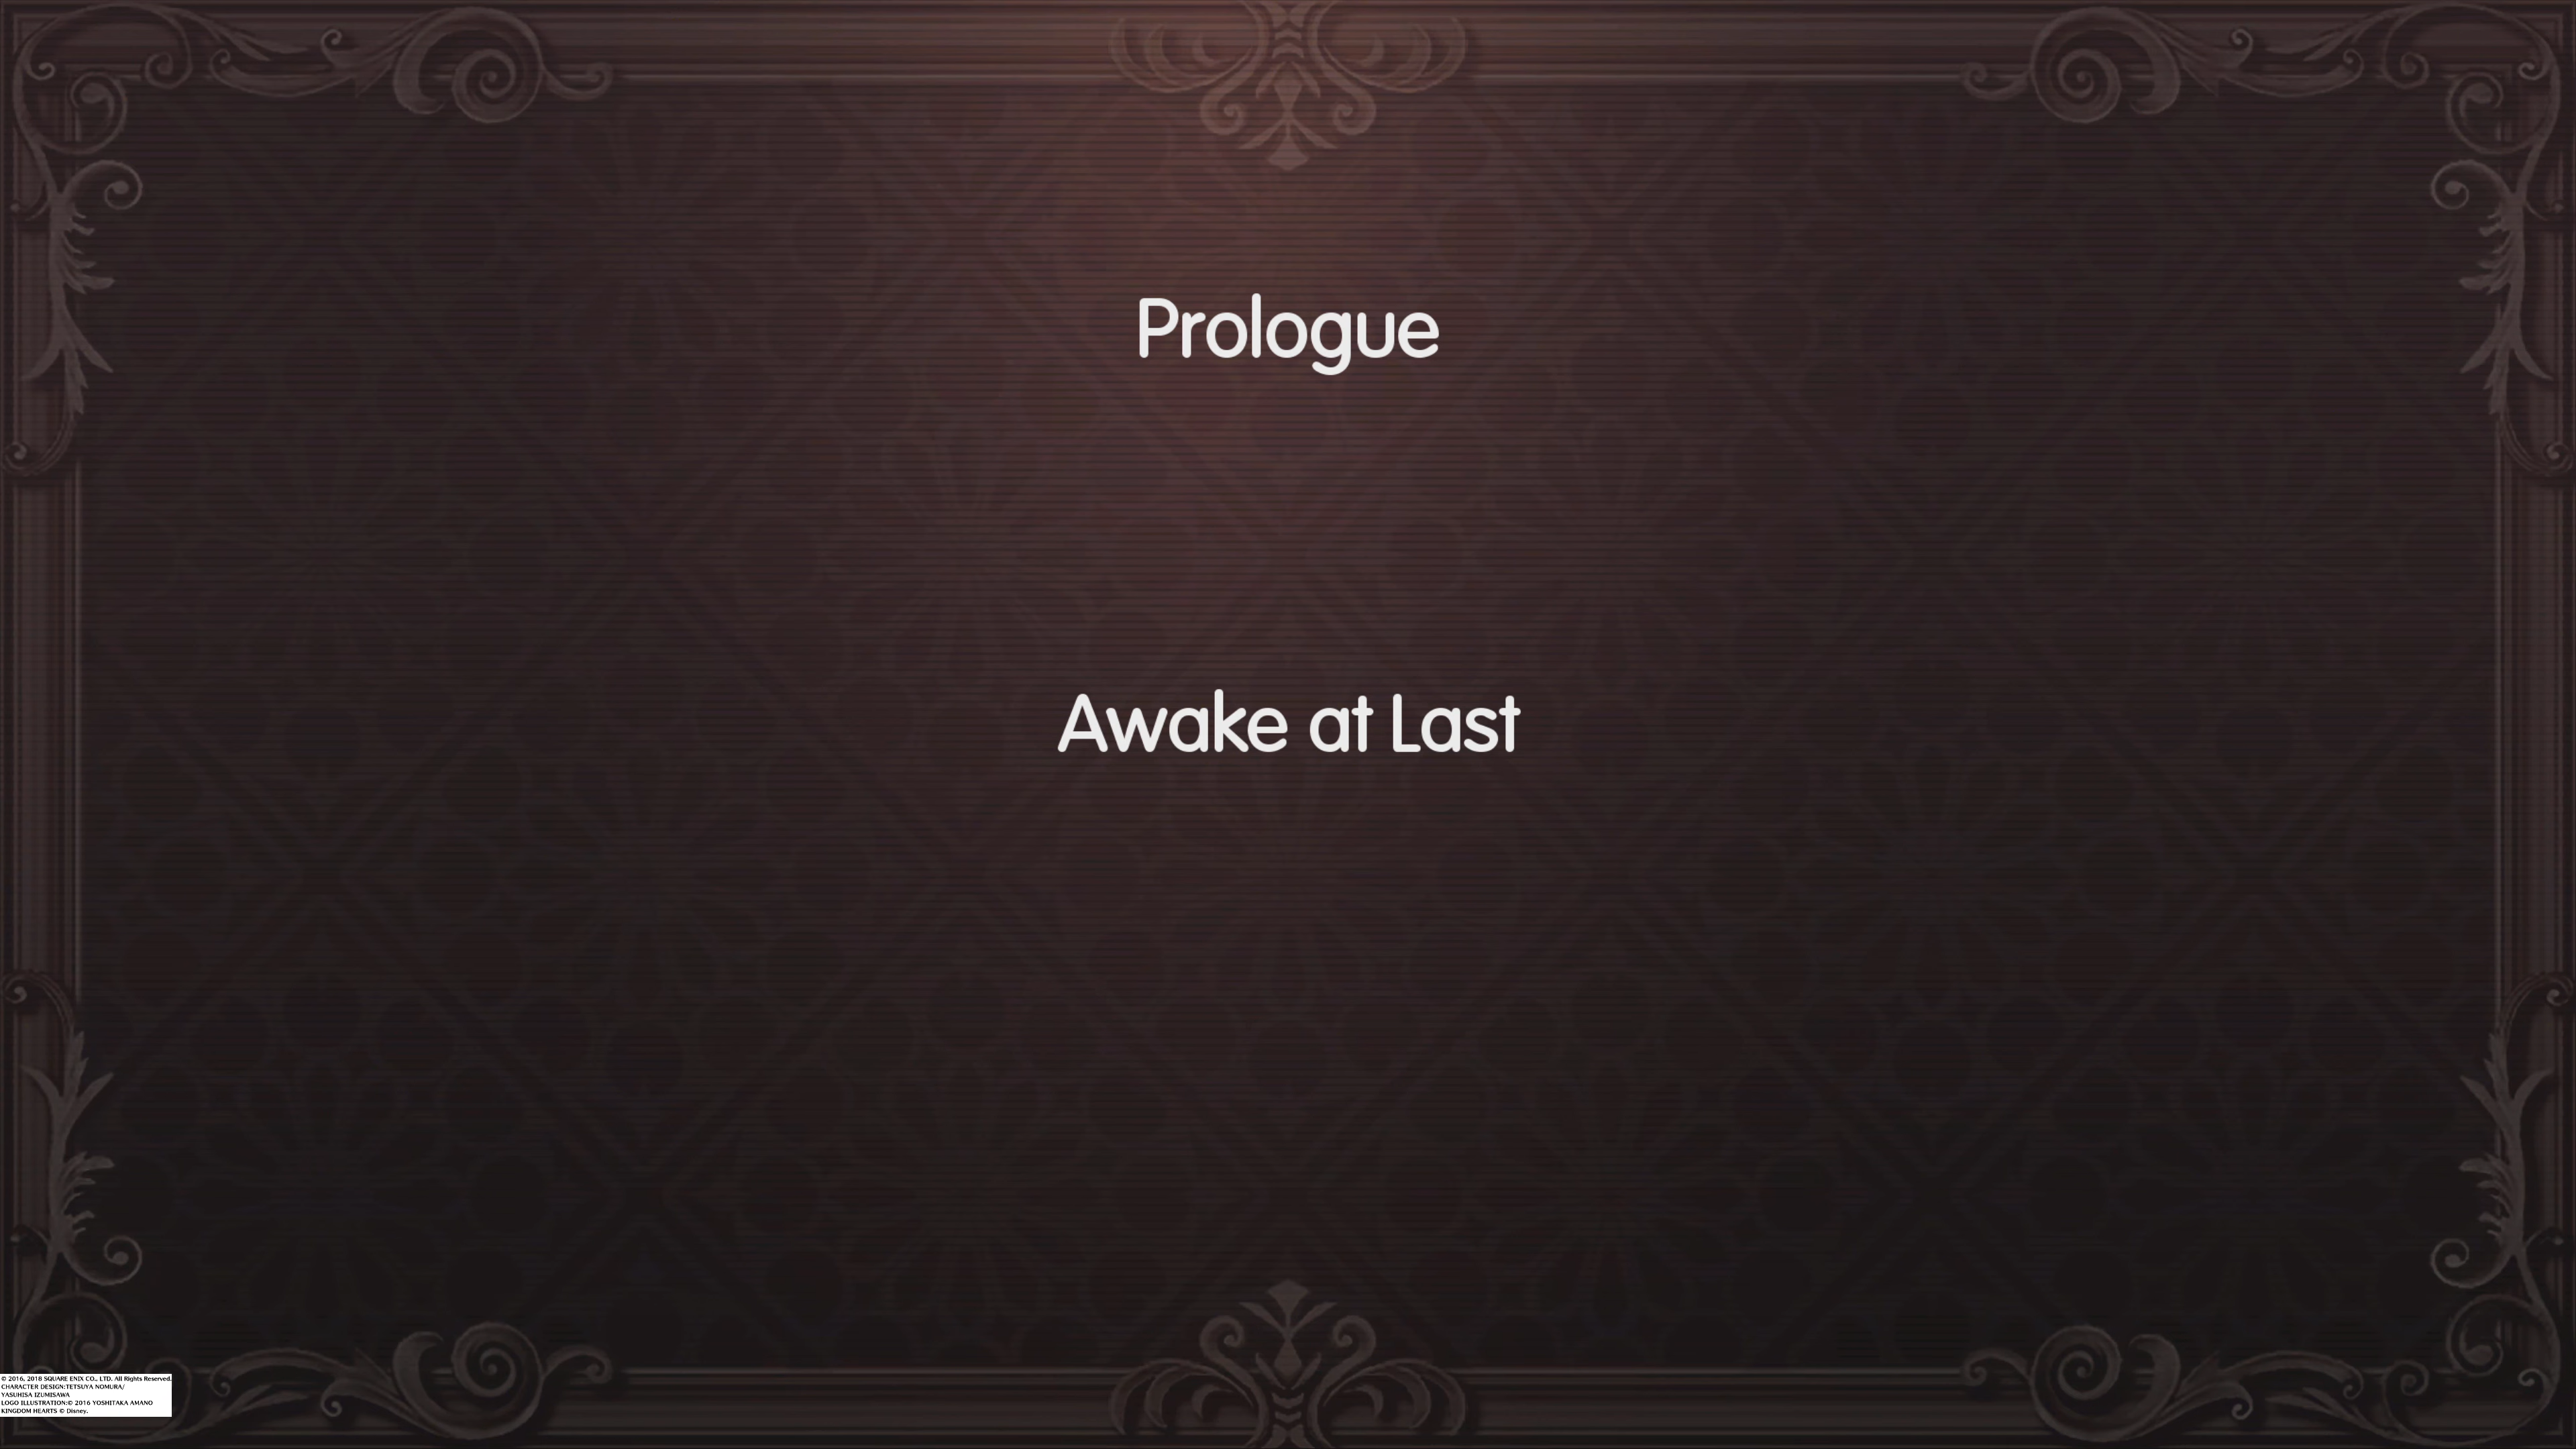 Prologue
Awake at Last
© 2016, 2018 SQUARE ENIX CO., LTD. All Rights Reserved.
CHARACTER DESIGN:TETSUYA NOMURA/
YASUHISA IZUMISAWA
LOGO ILLUSTRATION:© 2016 YOSHITAKA AMANO
KINGDOM HEARTS © Disney.